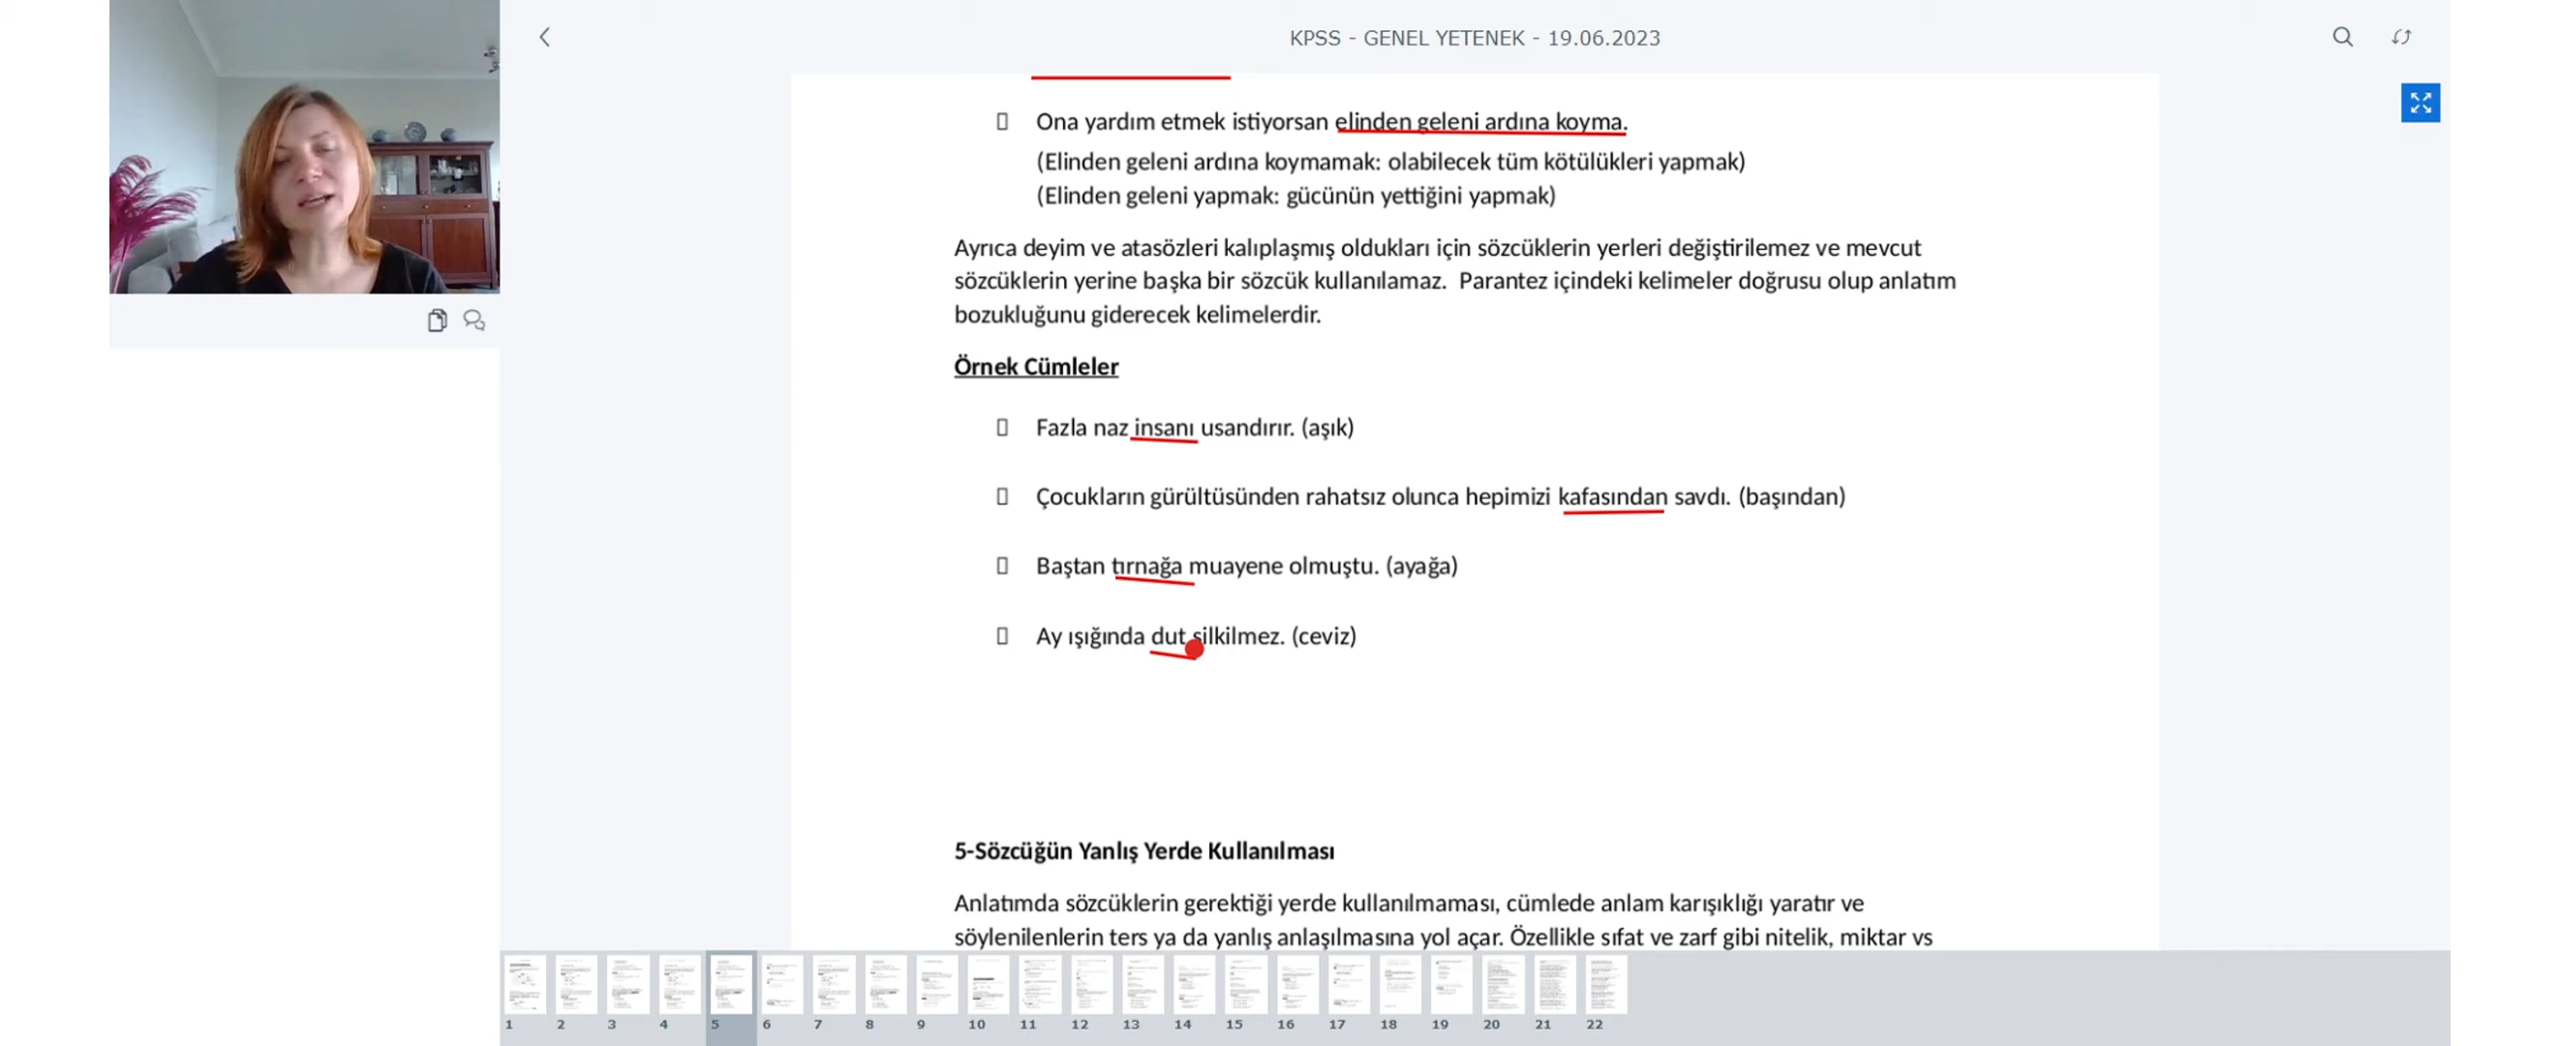 KPSS - GENEL YETENEK - 19.06.2023
Ona yardım etmek istiyorsan elinden geleni ardına koyma.
(Elinden geleni ardına koymamak: olabilecek tüm kötülükleri yapmak)
(Elinden geleni yapmak: gücünün yettiğini yapmak)
Ayrıca deyim ve atasözleri kalıplaşmış oldukları için sözcüklerin yerleri değiştirilemez ve mevcut
sözcüklerin yerine başka bir sözcük kullanılamaz.  Parantez içindeki kelimeler doğrusu olup anlatım
bozukluğunu giderecek kelimelerdir.
Örnek Cümleler
Fazla naz insanı usandırır. (aşık)
Çocukların gürültüsünden rahatsız olunca hepimizi kafasından savdı. (başından)
Baştan tırnağa muayene olmuştu. (ayağa)
Ay ışığında dut silkilmez. (ceviz)
5-Sözcüğün Yanlış Yerde Kullanılması
Anlatımda sözcüklerin gerektiği yerde kullanılmaması, cümlede anlam karışıklığı yaratır ve
söylenilenlerin ters ya da yanlış anlaşılmasına yol açar. Özellikle sıfat ve zarf gibi nitelik, miktar vs
1 2 3 4 5 6 7 8 9 10 11 12 13 14 15 16 17 18 19 20 21 22